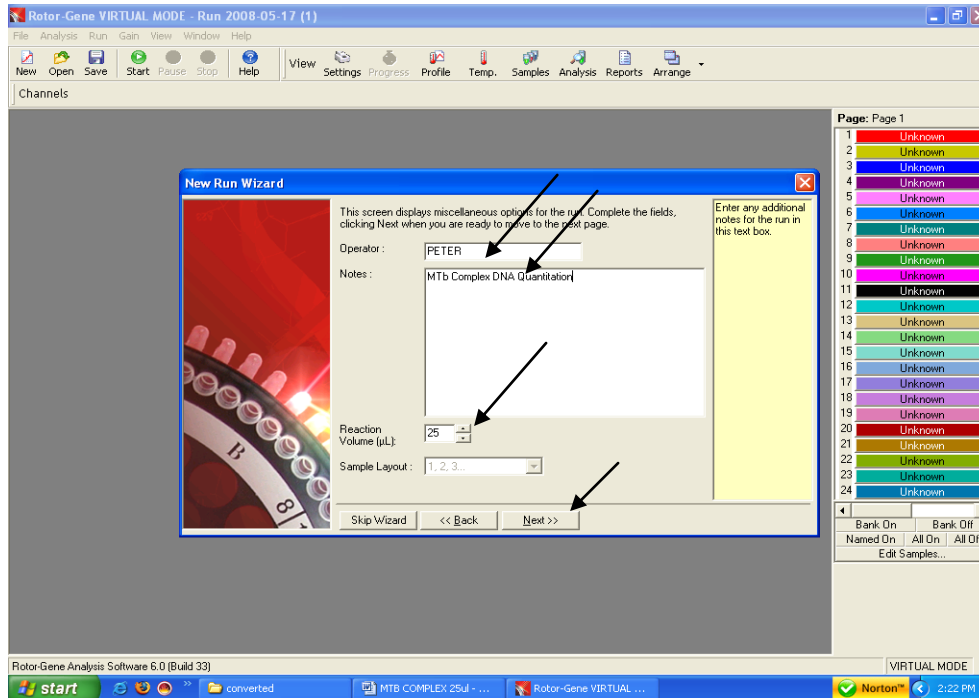 Rotor-Gene VIRTUAL MODE - Run 2008-05-17 (1)
File Analysis Run Gain View Window Help
New Open Save Start Pause Stop Help View Settings Progress Profile Temp. Samples Analysis Reports Arrange
Channels
Page: Page 1
1 Unknown
2 Unknown
3 Unknown
4 Unknown
5 Unknown
6 Unknown
7 Unknown
8 Unknown
9 Unknown
10 Unknown
11 Unknown
12 Unknown
13 Unknown
14 Unknown
15 Unknown
16 Unknown
17 Unknown
18 Unknown
19 Unknown
20 Unknown
21 Unknown
22 Unknown
23 Unknown
24 Unknown
Bank On Bank Off
Named On All On All Of
Edit Samples...
New Run Wizard
This screen displays miscellaneous options for the run. Complete the fields,
clicking Next when you are ready to move to the next page.
Operator :
PETER
Notes :
MTb Complex DNA Quantitation
Reaction
Volume (µL):
25
Sample Layout :
1, 2, 3...
Skip Wizard << Back Next >>
Enter any additional
notes for the run in
this text box.
B
8
1
Rotor-Gene Analysis Software 6.0 (Build 33)
VIRTUAL MODE
start
converted
MTB COMPLEX 25ul - ...
Rotor-Gene VIRTUAL ...
Norton™
2:22 PM